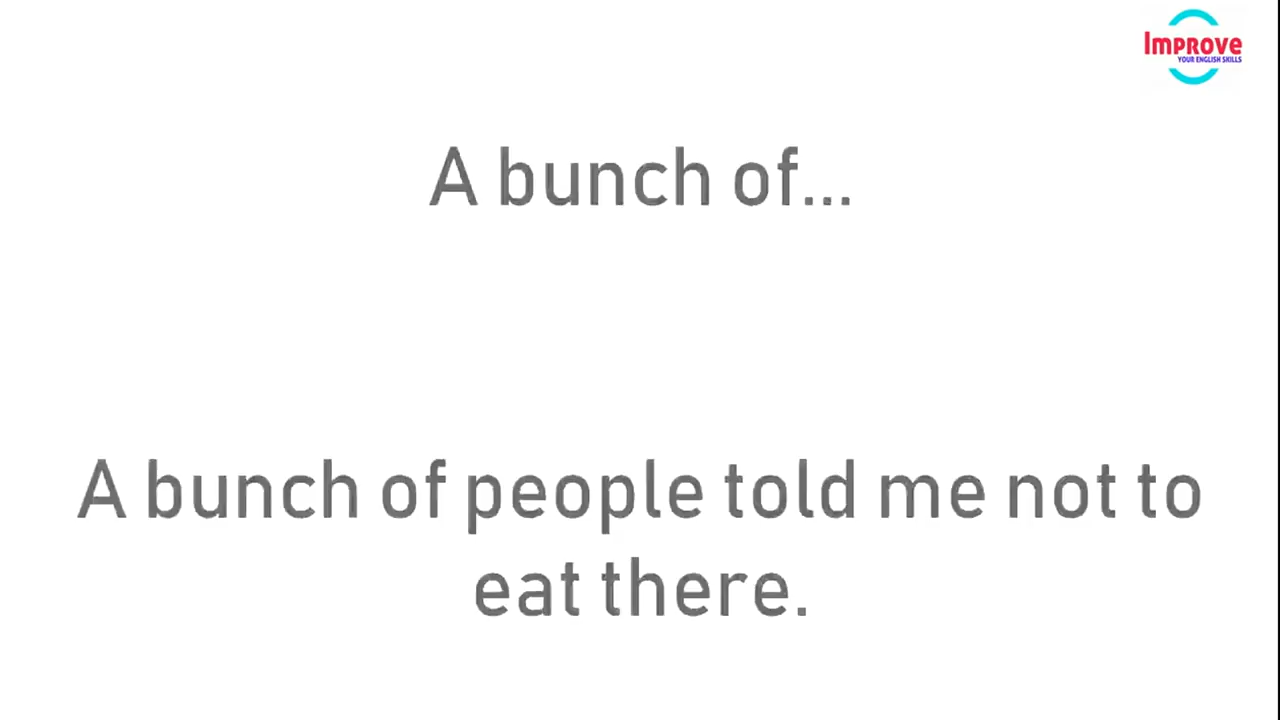 Improve
YOUR ENGLISH SKILLS
A bunch of...
A bunch of people told me not to
eat there.